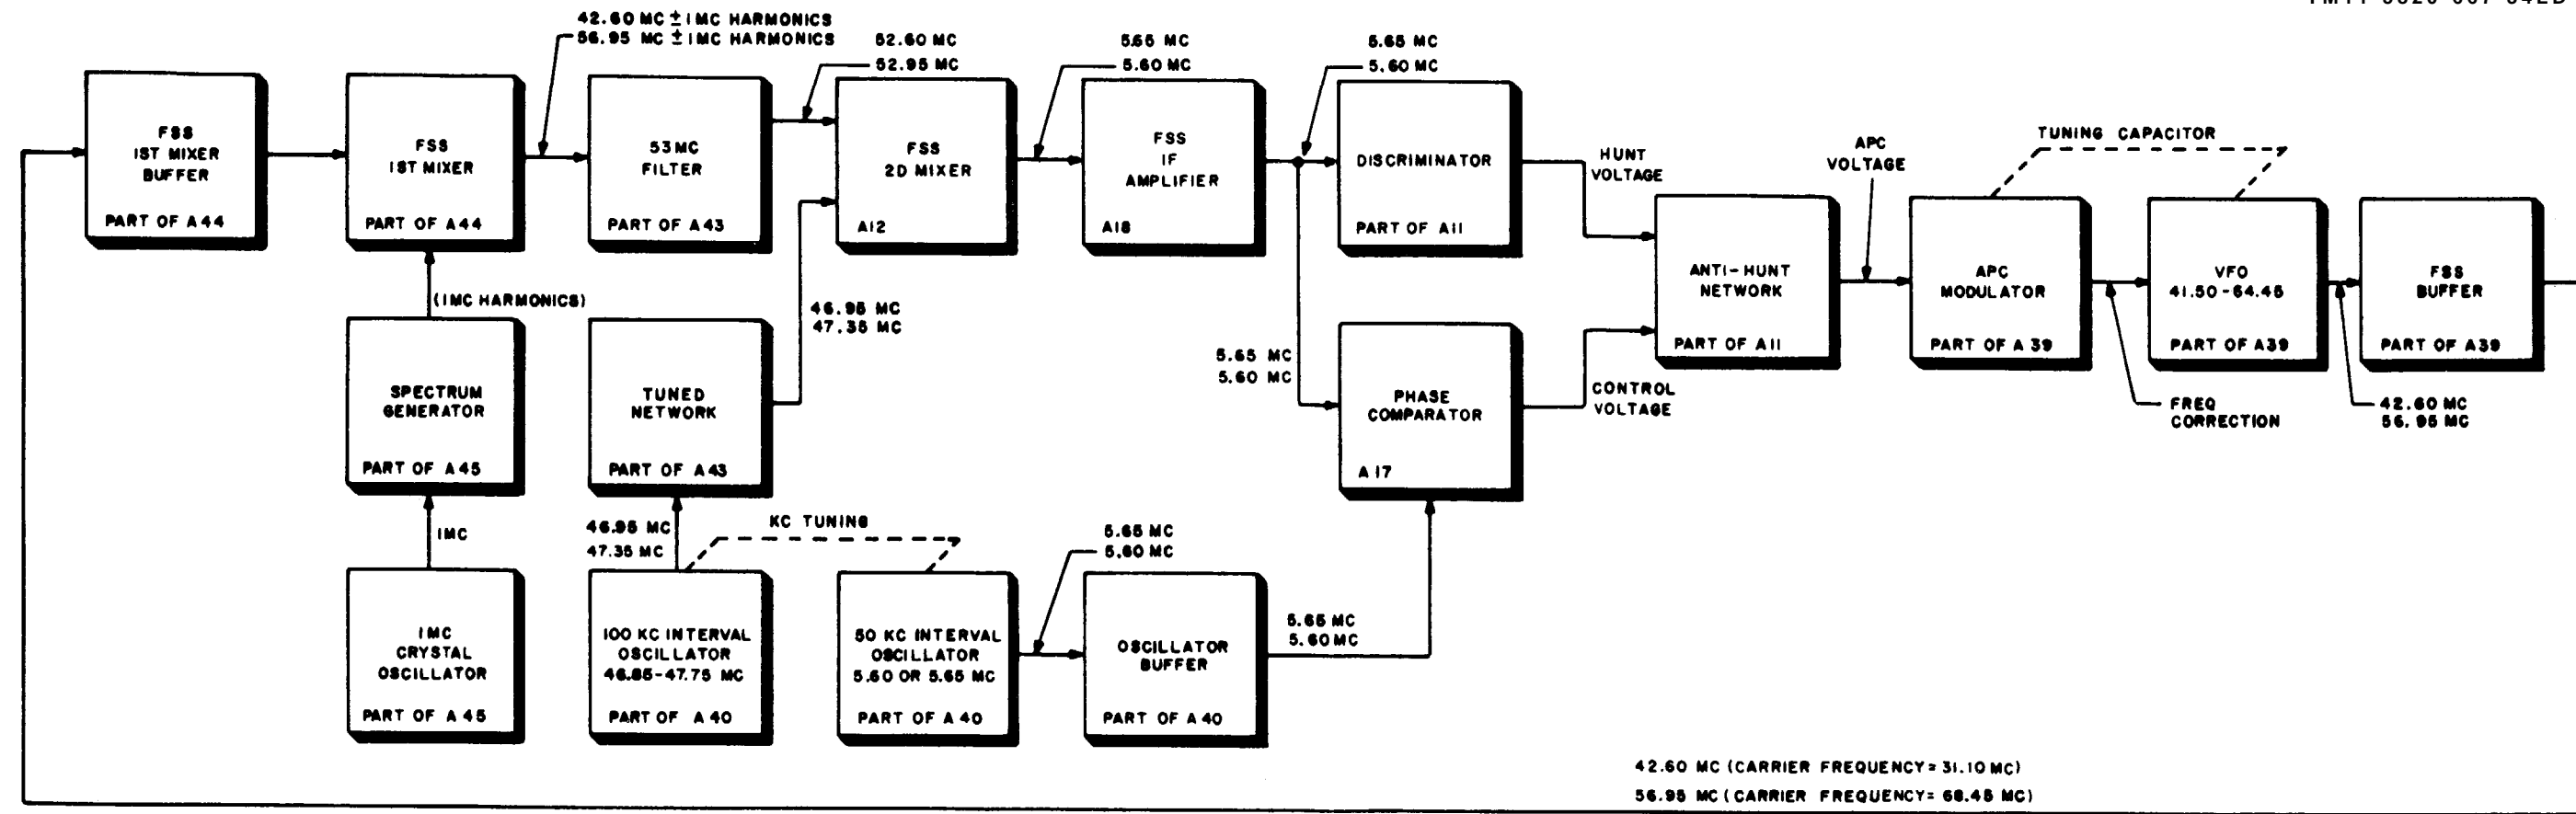 42.60 MC ± 1MC HARMONICS
56.95 MC ± 1MC HARMONICS
52.60 MC
52.95 MC
5.65 MC
5.60 MC
5.65 MC
5.60 MC
FSS
1ST MIXER
BUFFER
PART OF A44
FSS
1ST MIXER
PART OF A44
53MC
FILTER
PART OF A43
FSS
2D MIXER
A12
FSS
IF
AMPLIFIER
A18
DISCRIMINATOR
PART OF A11
HUNT
VOLTAGE
APC
VOLTAGE
TUNING CAPACITOR
ANTI-HUNT
NETWORK
PART OF A11
APC
MODULATOR
PART OF A39
VFO
41.50-64.45
PART OF A39
FSS
BUFFER
PART OF A39
(1MC HARMONICS)
46.95 MC
47.35 MC
SPECTRUM
GENERATOR
PART OF A45
TUNED
NETWORK
PART OF A43
5.65 MC
5.60 MC
PHASE
COMPARATOR
A17
CONTROL
VOLTAGE
FREQ
CORRECTION
42.60 MC
56.95 MC
1MC
46.95 MC
47.35 MC
KC TUNING
5.65 MC
5.60 MC
1MC
CRYSTAL
OSCILLATOR
PART OF A45
100 KC INTERVAL
OSCILLATOR
46.85-47.75 MC
PART OF A40
50 KC INTERVAL
OSCILLATOR
5.60 OR 5.65 MC
PART OF A40
OSCILLATOR
BUFFER
PART OF A40
5.65 MC
5.60 MC
42.60 MC (CARRIER FREQUENCY= 31.10 MC)
56.95 MC (CARRIER FREQUENCY= 68.45 MC)